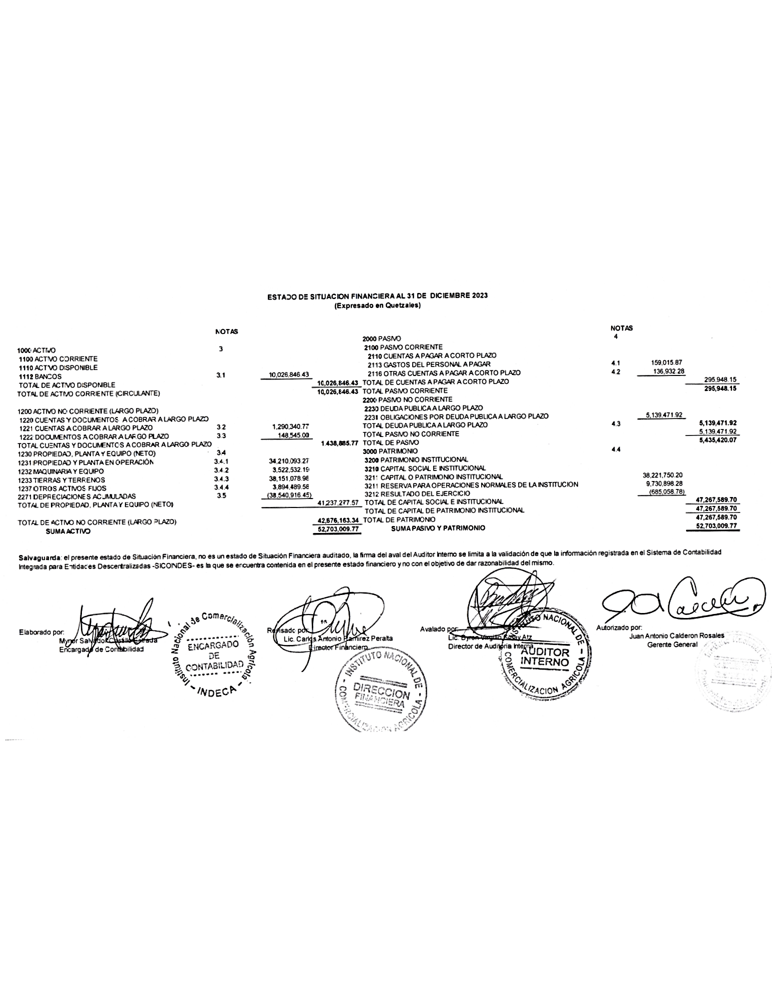 ESTADO DE SITUACION FINANCIERA AL 31 DE DICIEMBRE 2023
(Expresado en Quetzales)
NOTAS
1000 ACTIVO 3
1100 ACTIVO CORRIENTE
1110 ACTIVO DISPONIBLE
1112 BANCOS 3.1 10,026,846.43
TOTAL DE ACTIVO DISPONIBLE 10,026,846.43
TOTAL DE ACTIVO CORRIENTE (CIRCULANTE) 10,026,846.43
1200 ACTIVO NO CORRIENTE (LARGO PLAZO)
1220 CUENTAS Y DOCUMENTOS A COBRAR A LARGO PLAZO
1221 CUENTAS A COBRAR A LARGO PLAZO 3.2 1,290,340.77
1222 DOCUMENTOS A COBRAR A LARGO PLAZO 3.3 148,545.00
TOTAL CUENTAS Y DOCUMENTOS A COBRAR A LARGO PLAZO 1.438,885.77
1230 PROPIEDAD, PLANTA Y EQUIPO (NETO) 3.4
1231 PROPIEDAD Y PLANTA EN OPERACIÓN 3.4.1 34,210,093.27
1232 MAQUINARIA Y EQUIPO 3.4.2 3,522,532.19
1233 TIERRAS Y TERRENOS 3.4.3 38,151,078.98
1237 OTROS ACTIVOS FIJOS 3.4.4 3,894,489.58
2271 DEPRECIACIONES ACUMULADAS 3.5 (38,540,916.45)
TOTAL DE PROPIEDAD, PLANTA Y EQUIPO (NETO) 41,237,277.57
TOTAL DE ACTIVO NO CORRIENTE (LARGO PLAZO) 42,676,163.34
SUMA ACTIVO 52,703,009.77
NOTAS
2000 PASIVO 4
2100 PASIVO CORRIENTE
2110 CUENTAS A PAGAR A CORTO PLAZO
2113 GASTOS DEL PERSONAL A PAGAR 4.1 159,015.87
2116 OTRAS CUENTAS A PAGAR A CORTO PLAZO 4.2 136,932.28
TOTAL DE CUENTAS A PAGAR A CORTO PLAZO 295,948.15
TOTAL PASIVO CORRIENTE 295,948.15
2200 PASIVO NO CORRIENTE
2230 DEUDA PUBLICA A LARGO PLAZO
2231 OBLIGACIONES POR DEUDA PUBLICA A LARGO PLAZO 5,139,471.92
TOTAL DEUDA PUBLICA A LARGO PLAZO 4.3 5,139,471.92
TOTAL PASIVO NO CORRIENTE 5,139,471.92
TOTAL DE PASIVO 5,435,420.07
3000 PATRIMONIO 4.4
3200 PATRIMONIO INSTITUCIONAL
3210 CAPITAL SOCIAL E INSTITUCIONAL
3211 CAPITAL O PATRIMONIO INSTITUCIONAL 38,221,750.20
3211 RESERVA PARA OPERACIONES NORMALES DE LA INSTITUCION 9,730,898.28
3212 RESULTADO DEL EJERCICIO (685,058.78)
TOTAL DE CAPITAL SOCIAL E INSTITUCIONAL 47,267,589.70
TOTAL DE CAPITAL DE PATRIMONIO INSTITUCIONAL 47,267,589.70
TOTAL DE PATRIMONIO 47,267,589.70
SUMA PASIVO Y PATRIMONIO 52,703,009.77
Salvaguarda: el presente estado de Situación Financiera, no es un estado de Situación Financiera auditado, la firma del aval del Auditor Interno se limita a la validación de que la información registrada en el Sistema de Contabilidad
Integrada para Entidades Descentralizadas -SICOINDES- es la que se encuentra contenida en el presente estado financiero y no con el objetivo de dar razonabilidad del mismo.
Elaborado por:
Mynor Salvador Castillo Estrada
Encargado de Contabilidad
Instituto Nacional de Comercialización Agrícola - INDECA -
ENCARGADO
DE
CONTABILIDAD
Revisado por:
Lic. Carlos Antonio Ramirez Peralta
Director Financiero
INSTITUTO NACIONAL DE COMERCIALIZACION AGRICOLA
DIRECCION
FINANCIERA
Avalado por:
Lic. Byron Virgilio Atz
Director de Auditoria Interna
INSTITUTO NACIONAL DE COMERCIALIZACION AGRICOLA
AUDITOR
INTERNO
Autorizado por:
Juan Antonio Calderon Rosales
Gerente General